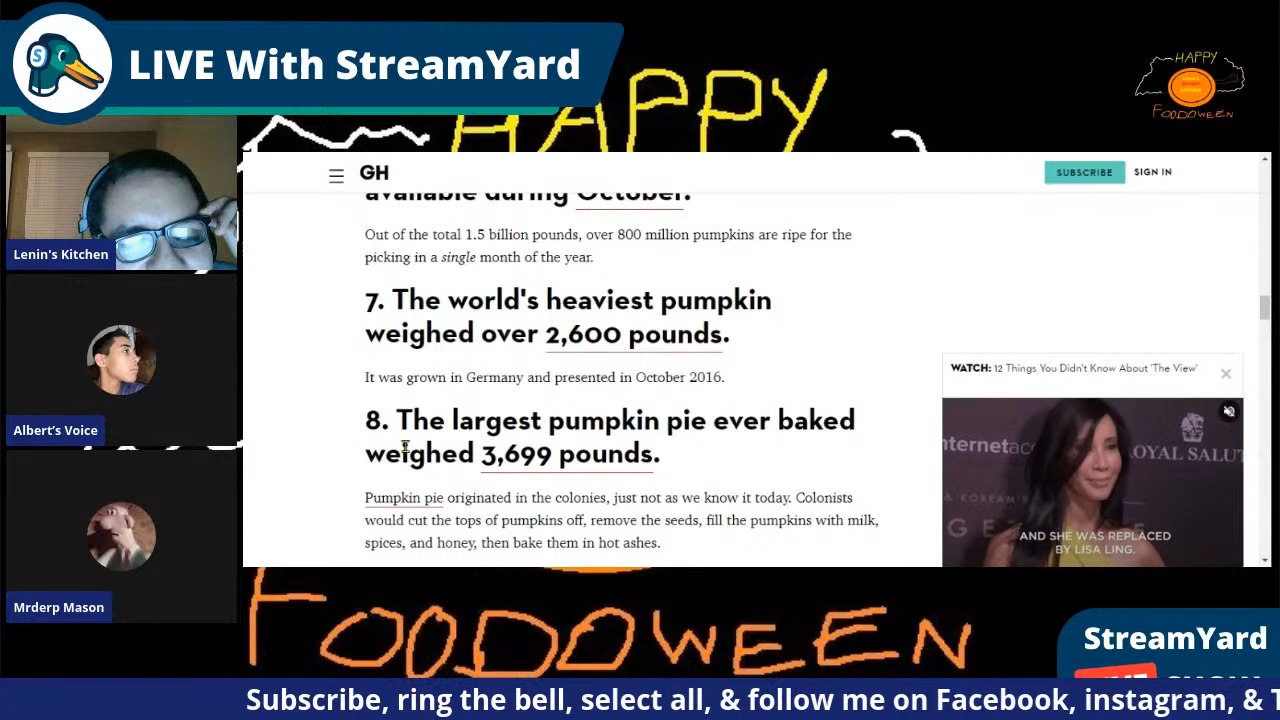 LIVE With StreamYard
HAPPY
HAPPY
FOODOWEEN
Lenin's Kitchen
Albert's Voice
Mrderp Mason
GH
SUBSCRIBE
SIGN IN
available during October.
Out of the total 1.5 billion pounds, over 800 million pumpkins are ripe for the
picking in a single month of the year.
7. The world's heaviest pumpkin
weighed over 2,600 pounds.
It was grown in Germany and presented in October 2016.
8. The largest pumpkin pie ever baked
weighed 3,699 pounds.
Pumpkin pie originated in the colonies, just not as we know it today. Colonists
would cut the tops of pumpkins off, remove the seeds, fill the pumpkins with milk,
spices, and honey, then bake them in hot ashes.
WATCH: 12 Things You Didn't Know About 'The View'
nternetac
ROYAL SALU
AND SHE WAS REPLACED
BY LISA LING.
FOODOWEEN
StreamYard
Subscribe, ring the bell, select all, & follow me on Facebook, instagram, & T